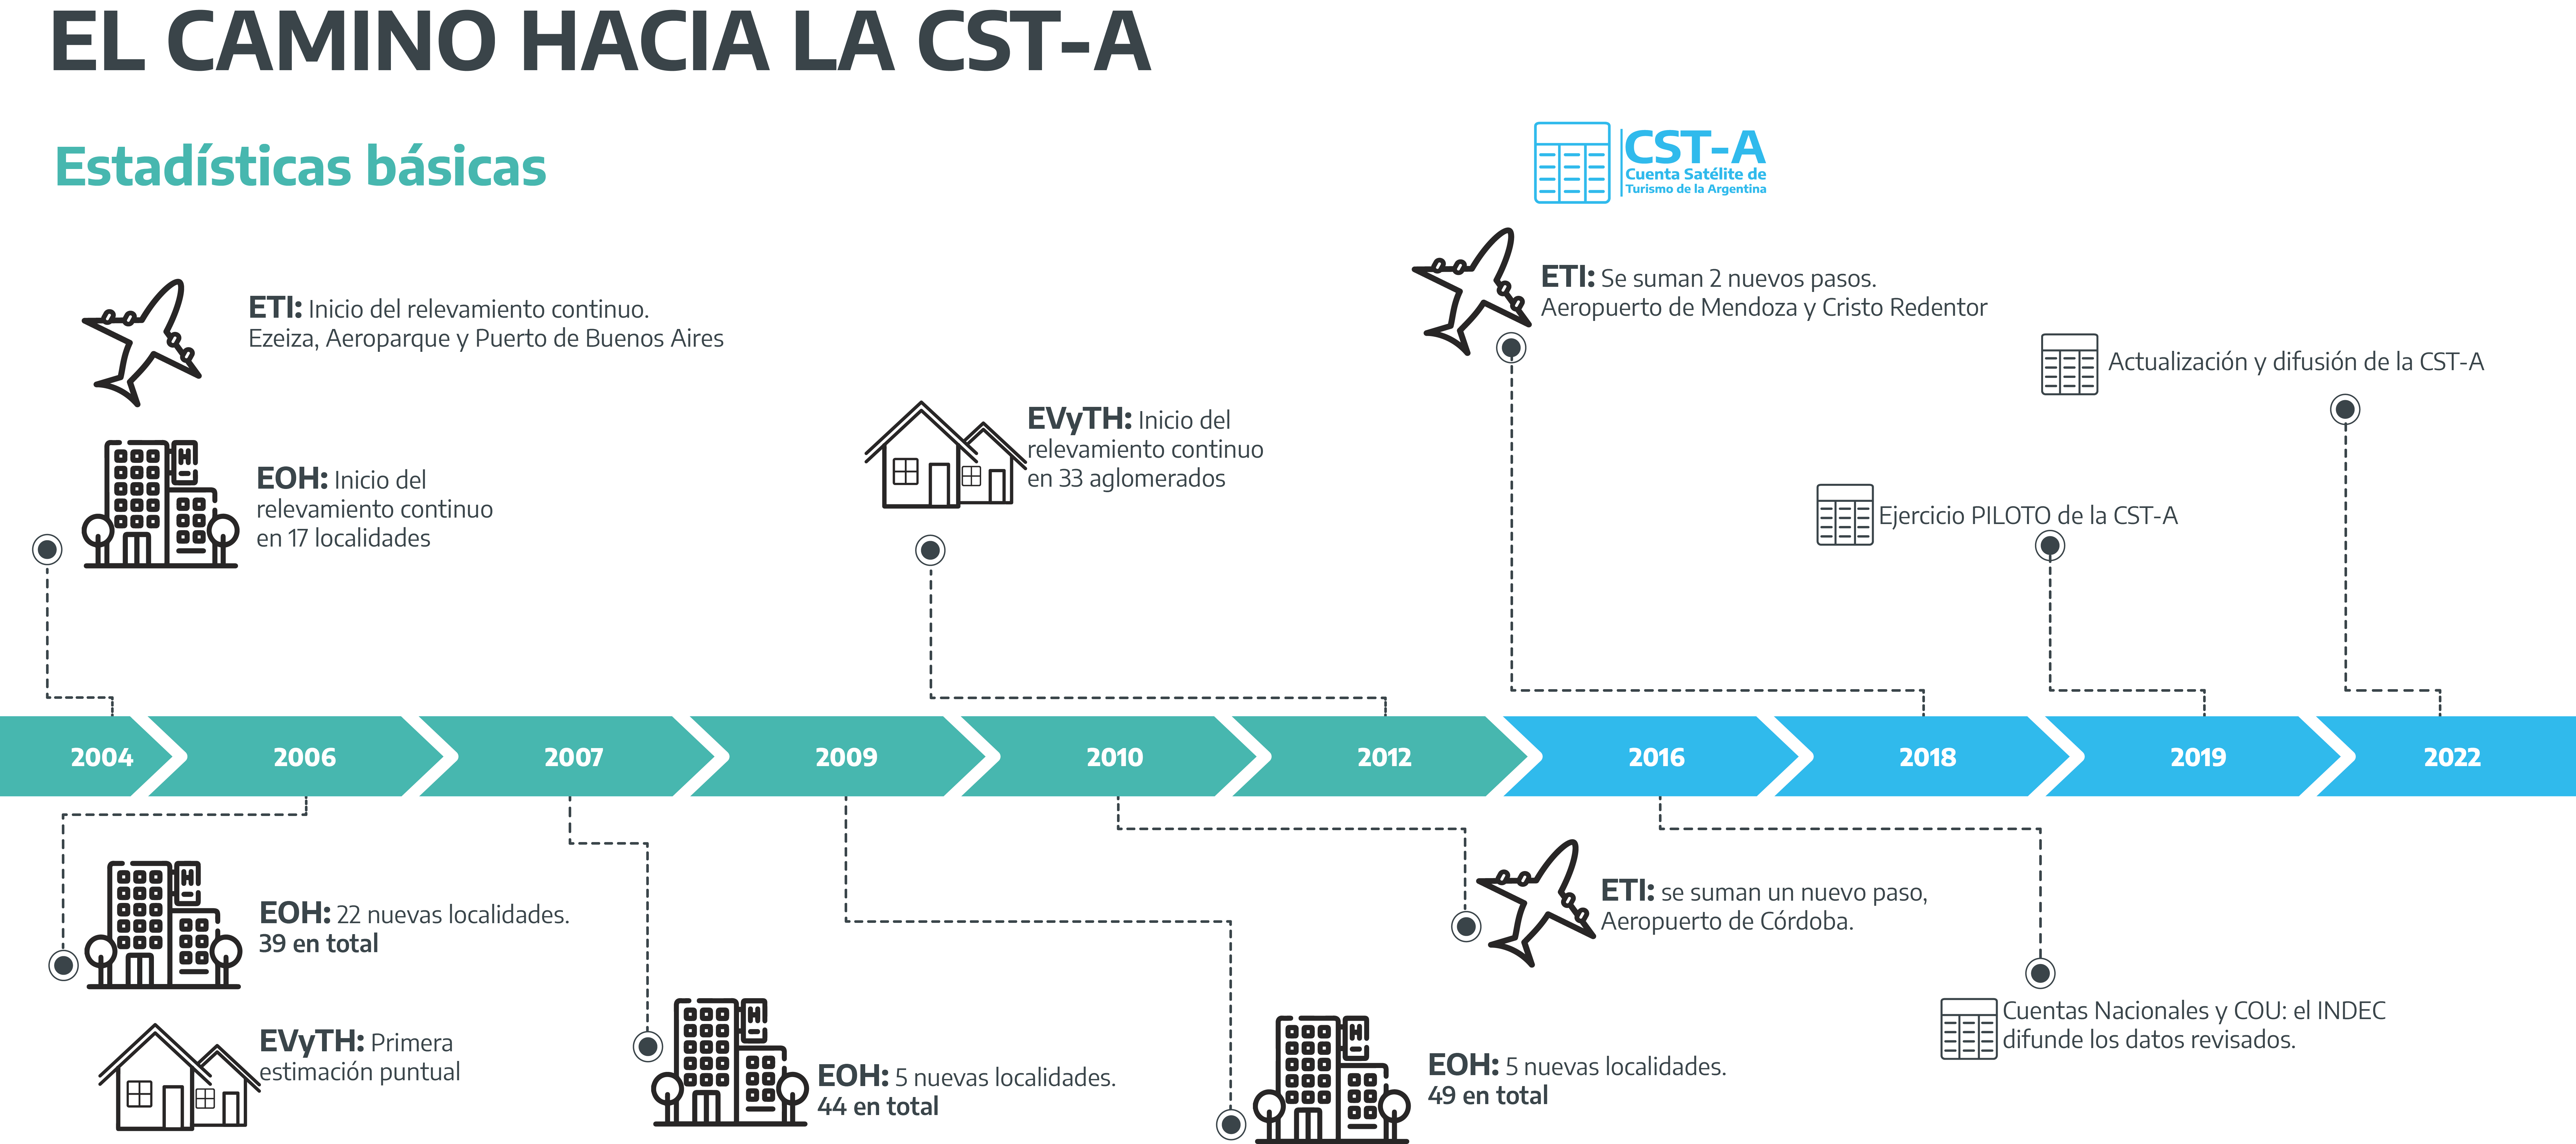 EL CAMINO HACIA LA CST-A
Estadísticas básicas
CST-A
Cuenta Satélite de
Turismo de la Argentina
ETI: Inicio del relevamiento continuo.
Ezeiza, Aeroparque y Puerto de Buenos Aires
EOH: Inicio del
relevamiento continuo
en 17 localidades
EVyTH: Inicio del
relevamiento continuo
en 33 aglomerados
ETI: Se suman 2 nuevos pasos.
Aeropuerto de Mendoza y Cristo Redentor
Actualización y difusión de la CST-A
Ejercicio PILOTO de la CST-A
2004
2006
2007
2009
2010
2012
2016
2018
2019
2022
EOH: 22 nuevas localidades.
39 en total
EVyTH: Primera
estimación puntual
EOH: 5 nuevas localidades.
44 en total
EOH: 5 nuevas localidades.
49 en total
ETI: se suman un nuevo paso,
Aeropuerto de Córdoba.
Cuentas Nacionales y COU: el INDEC
difunde los datos revisados.